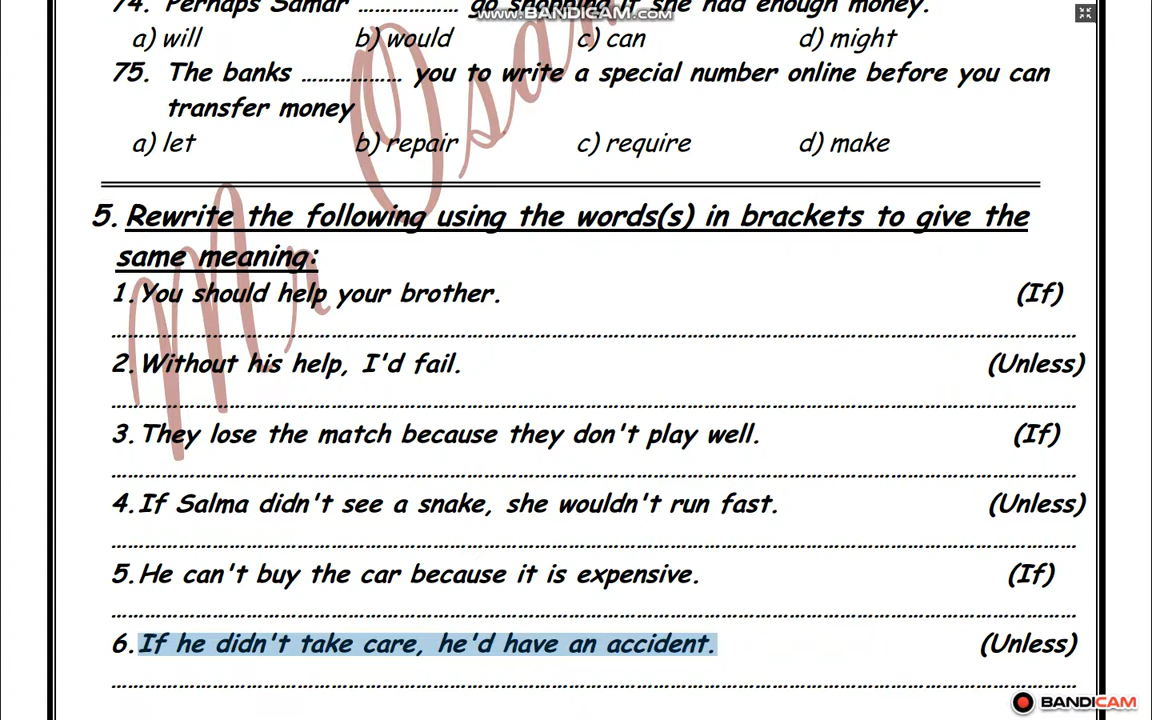 74. Perhaps Samar ................. go shopping if she had enough money.
www.BANDICAM.com
a) will b) would c) can d) might
75. The banks ................. you to write a special number online before you can
transfer money
a) let b) repair c) require d) make
5. Rewrite the following using the words(s) in brackets to give the
same meaning:
1. You should help your brother. (If)
2. Without his help, I'd fail. (Unless)
3. They lose the match because they don't play well. (If)
4. If Salma didn't see a snake, she wouldn't run fast. (Unless)
5. He can't buy the car because it is expensive. (If)
6. If he didn't take care, he'd have an accident. (Unless)
Mr
BANDICAM